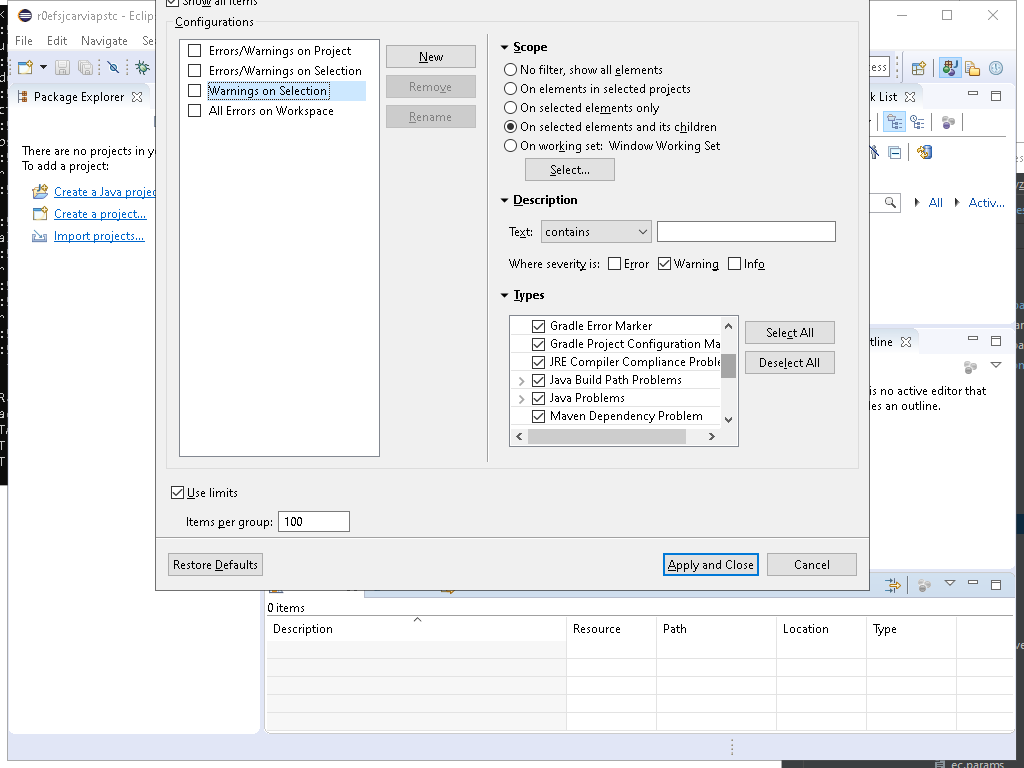 Show all items
r0efsjcarviapstc - Eclip
File Edit Navigate Se
Configurations
Errors/Warnings on Project
Errors/Warnings on Selection
Warnings on Selection
All Errors on Workspace
New
Remove
Rename
Scope
No filter, show all elements
On elements in selected projects
On selected elements only
On selected elements and its children
On working set: Window Working Set
Select...
Description
Text: contains
Where severity is: Error Warning Info
Types
Gradle Error Marker
Gradle Project Configuration Ma
JRE Compiler Compliance Proble
Java Build Path Problems
Java Problems
Maven Dependency Problem
Select All
Deselect All
Use limits
Items per group: 100
Restore Defaults
Apply and Close
Cancel
Package Explorer
There are no projects in y
To add a project:
Create a Java projec
Create a project...
Import projects...
ess
k List
All Activ...
tline
is no active editor that
les an outline.
0 items
Description Resource Path Location Type
ec.params